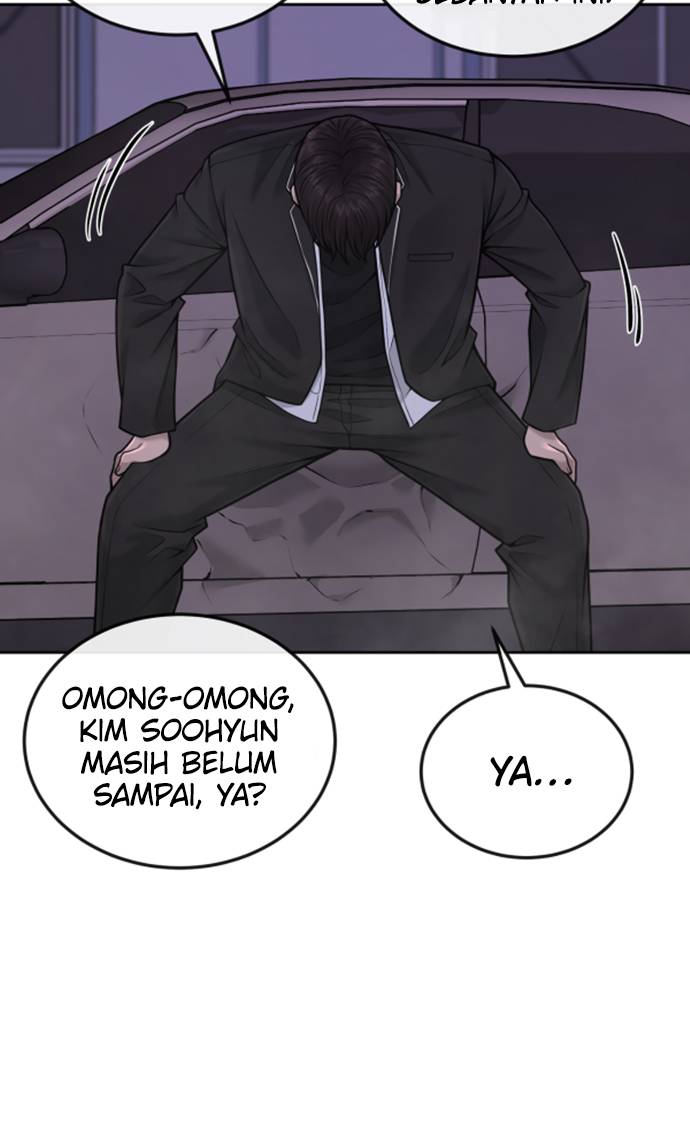 OMONG-OMONG,
KIM SOOHYUN
MASIH BELUM
SAMPAI, YA?
YA...